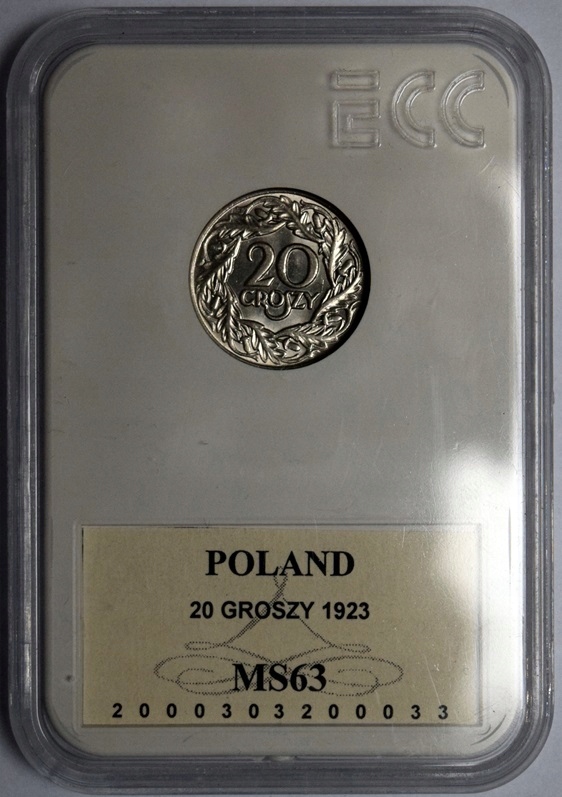 ECC
20
GROSZY
POLAND
20 GROSZY 1923
MS63
2000303200033